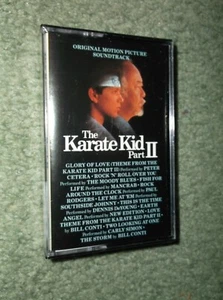 ORIGINAL MOTION PICTURE
SOUNDTRACK
The
Karate Kid
Part II
GLORY OF LOVE (THEME FROM THE
KARATE KID PART II) Performed by PETER
CETERA • ROCK 'N' ROLL OVER YOU
Performed by THE MOODY BLUES • FISH FOR
LIFE Performed by MANCRAB • ROCK
AROUND THE CLOCK Performed by PAUL
RODGERS • LET ME AT 'EM Performed by
SOUTHSIDE JOHNNY • THIS IS THE TIME
Performed by DENNIS DeYOUNG • EARTH
ANGEL Performed by NEW EDITION • LOVE
THEME FROM THE KARATE KID PART II •
by BILL CONTI • TWO LOOKING AT ONE
Performed by CARLY SIMON •
THE STORM by BILL CONTI